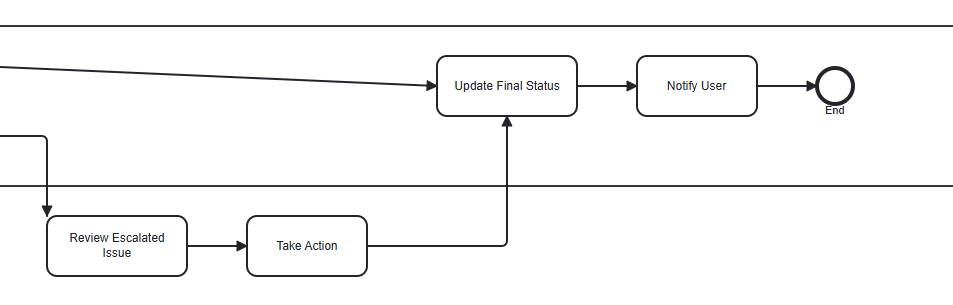 Update Final Status
Notify User
End
Review Escalated
Issue
Take Action